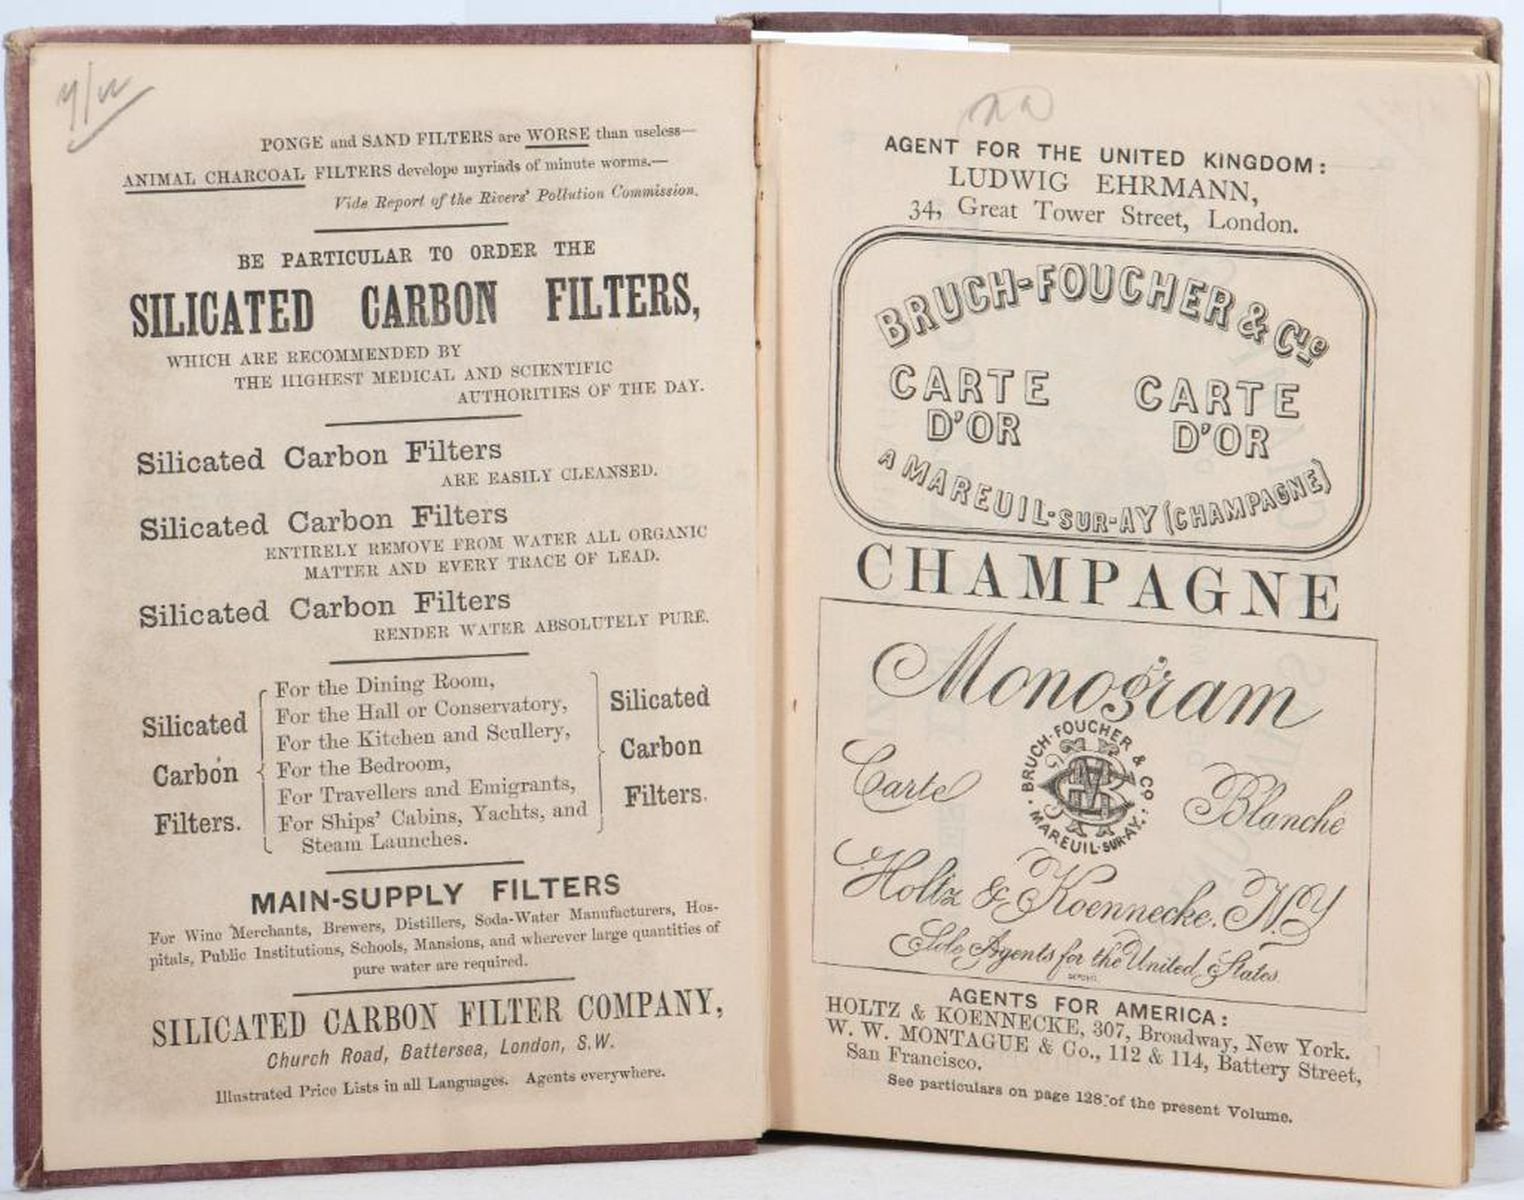 PONGE and SAND FILTERS are WORSE than useless—
ANIMAL CHARCOAL FILTERS develope myriads of minute worms.—
Vide Report of the Rivers' Pollution Commission.
BE PARTICULAR TO ORDER THE
SILICATED CARBON FILTERS,
WHICH ARE RECOMMENDED BY
THE HIGHEST MEDICAL AND SCIENTIFIC
AUTHORITIES OF THE DAY.
Silicated Carbon Filters
ARE EASILY CLEANSED.
Silicated Carbon Filters
ENTIRELY REMOVE FROM WATER ALL ORGANIC
MATTER AND EVERY TRACE OF LEAD.
Silicated Carbon Filters
RENDER WATER ABSOLUTELY PURE.
Silicated
Carbon
Filters.
For the Dining Room,
For the Hall or Conservatory,
For the Kitchen and Scullery,
For the Bedroom,
For Travellers and Emigrants,
For Ships' Cabins, Yachts, and
Steam Launches.
Silicated
Carbon
Filters.
MAIN-SUPPLY FILTERS
For Wine Merchants, Brewers, Distillers, Soda-Water Manufacturers, Hos-
pitals, Public Institutions, Schools, Mansions, and wherever large quantities of
pure water are required.
SILICATED CARBON FILTER COMPANY,
Church Road, Battersea, London, S.W.
Illustrated Price Lists in all Languages. Agents everywhere.
AGENT FOR THE UNITED KINGDOM:
LUDWIG EHRMANN,
34, Great Tower Street, London.
BRUCH-FOUCHER & Cie
CARTE CARTE
D'OR D'OR
A MAREUIL-SUR-AY (CHAMPAGNE)
CHAMPAGNE
Monogram
BRUCH-FOUCHER & Co.
Carte Blanche
MAREUIL-SUR-AY.
Holtz & Koennecke. N.Y
Sole Agents for the United States
AGENTS FOR AMERICA:
HOLTZ & KOENNECKE, 307, Broadway, New York.
W. W. MONTAGUE & Co., 112 & 114, Battery Street,
San Francisco.
See particulars on page 128 of the present Volume.